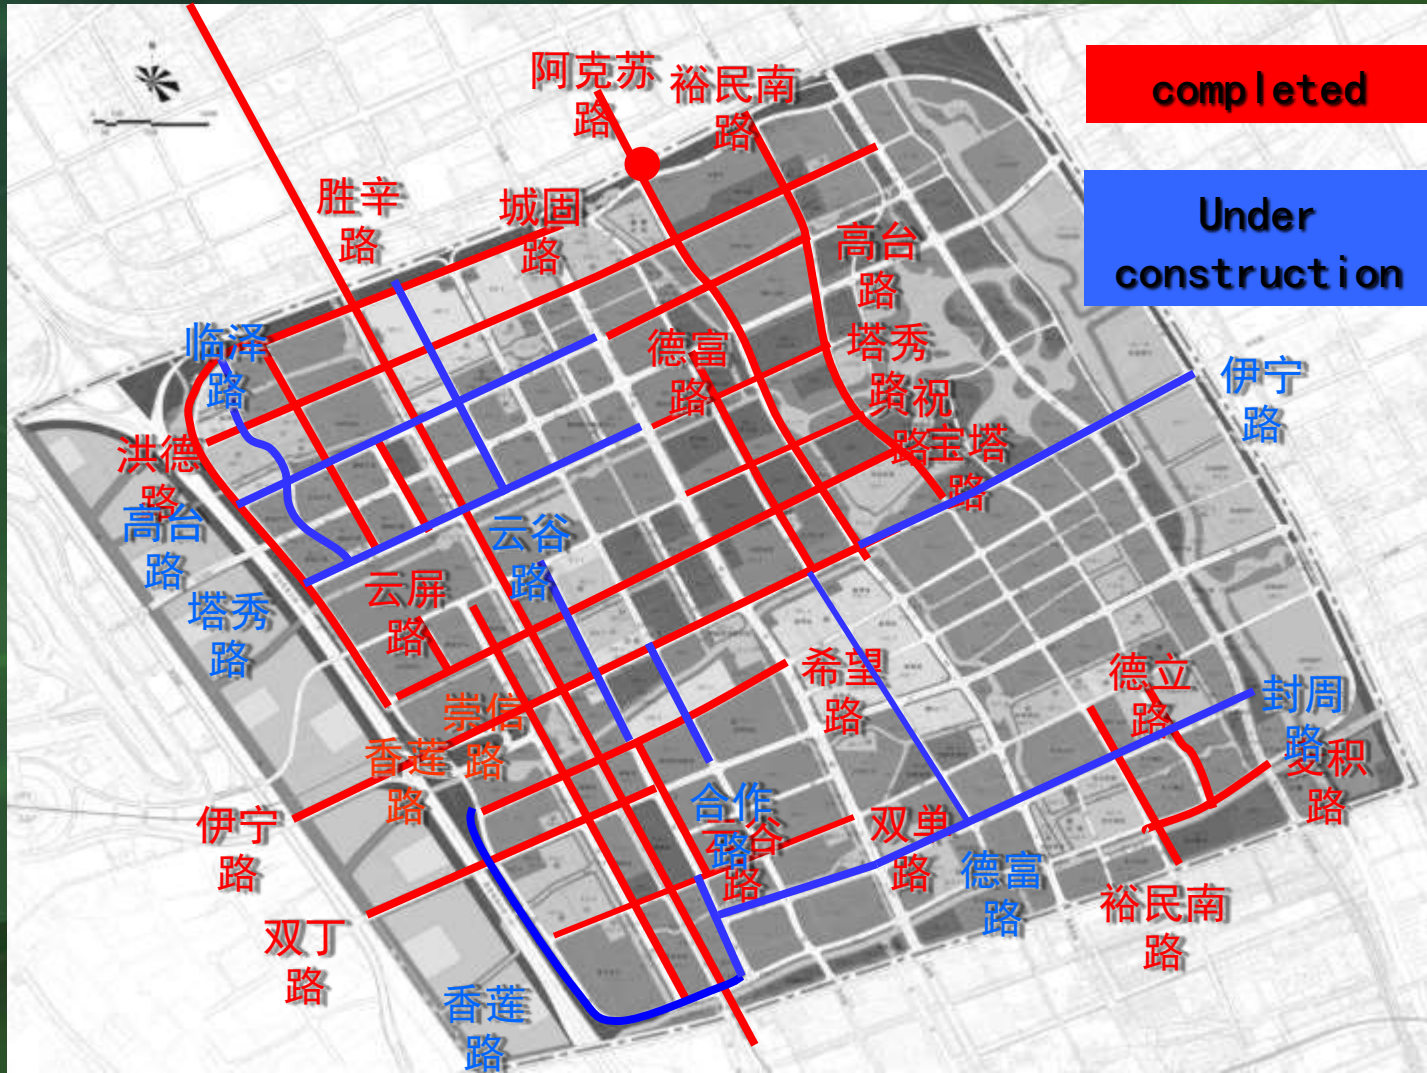 阿克苏
路
裕民南
路
completed
Under
construction
胜辛
路
城固
路
高台
路
临泽
路
德富
路
塔秀
路
大祝
路
宝塔
路
伊宁
路
洪德
路
高台
路
塔秀
路
云谷
路
云屏
路
崇信
路
香莲
路
希望
路
德立
路
封周
路
麦积
路
伊宁
路
合作
路
云谷
路
双单
路
德富
路
裕民南
路
双丁
路
香莲
路